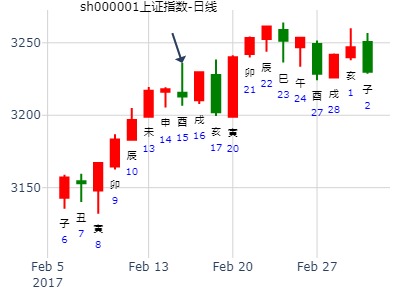 sh000001上证指数-日线
3250
3200
3150
子
6
丑
7
寅
8
卯
9
辰
10
未
13
申
14
酉
15
戌
16
亥
17
寅
20
卯
21
辰
22
巳
23
午
24
酉
27
戌
28
亥
1
子
2
Feb 5
2017
Feb 13
Feb 20
Feb 27